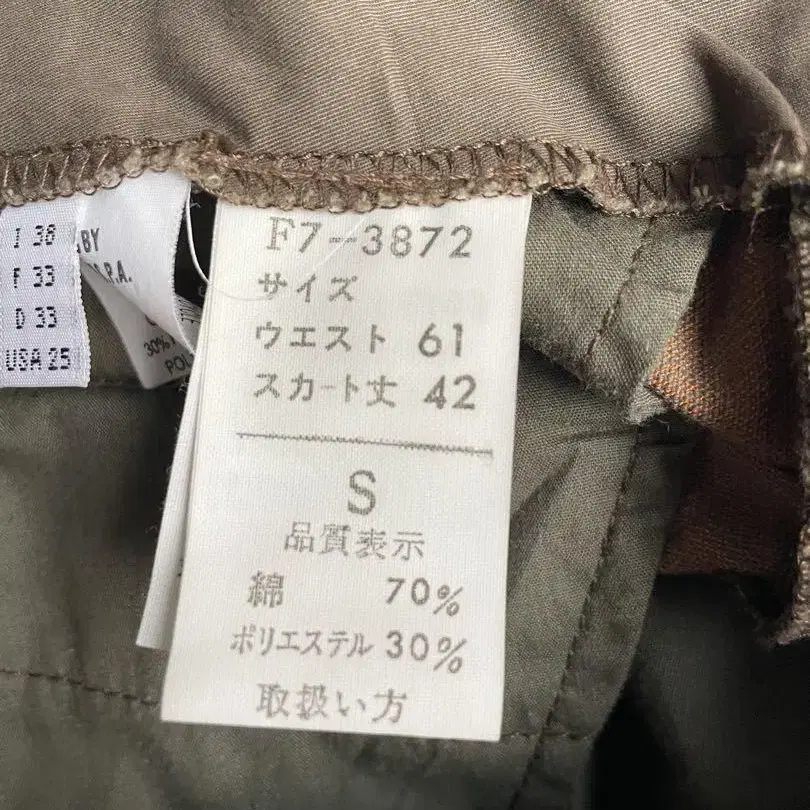 I 38
F 33
D 33
USA 25
BY
P.A.
30%
POL
F7-3872
サイズ
ウエスト 61
スカート丈 42
S
品質表示
綿 70%
ポリエステル 30%
取扱い方